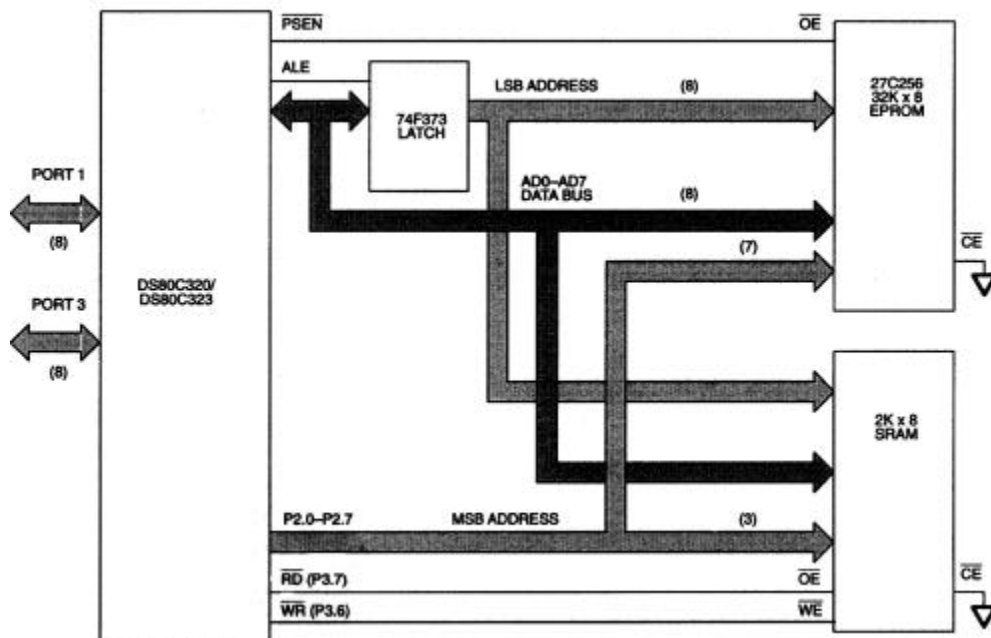 PSEN
OE
ALE
LSB ADDRESS
(8)
27C256
32K x 8
EPROM
74F373
LATCH
PORT 1
(8)
AD0–AD7
DATA BUS
(8)
(7)
CE
DS80C320/
DS80C323
PORT 3
(8)
2K x 8
SRAM
P2.0–P2.7
MSB ADDRESS
(3)
RD (P3.7)
OE
CE
WR (P3.6)
WE